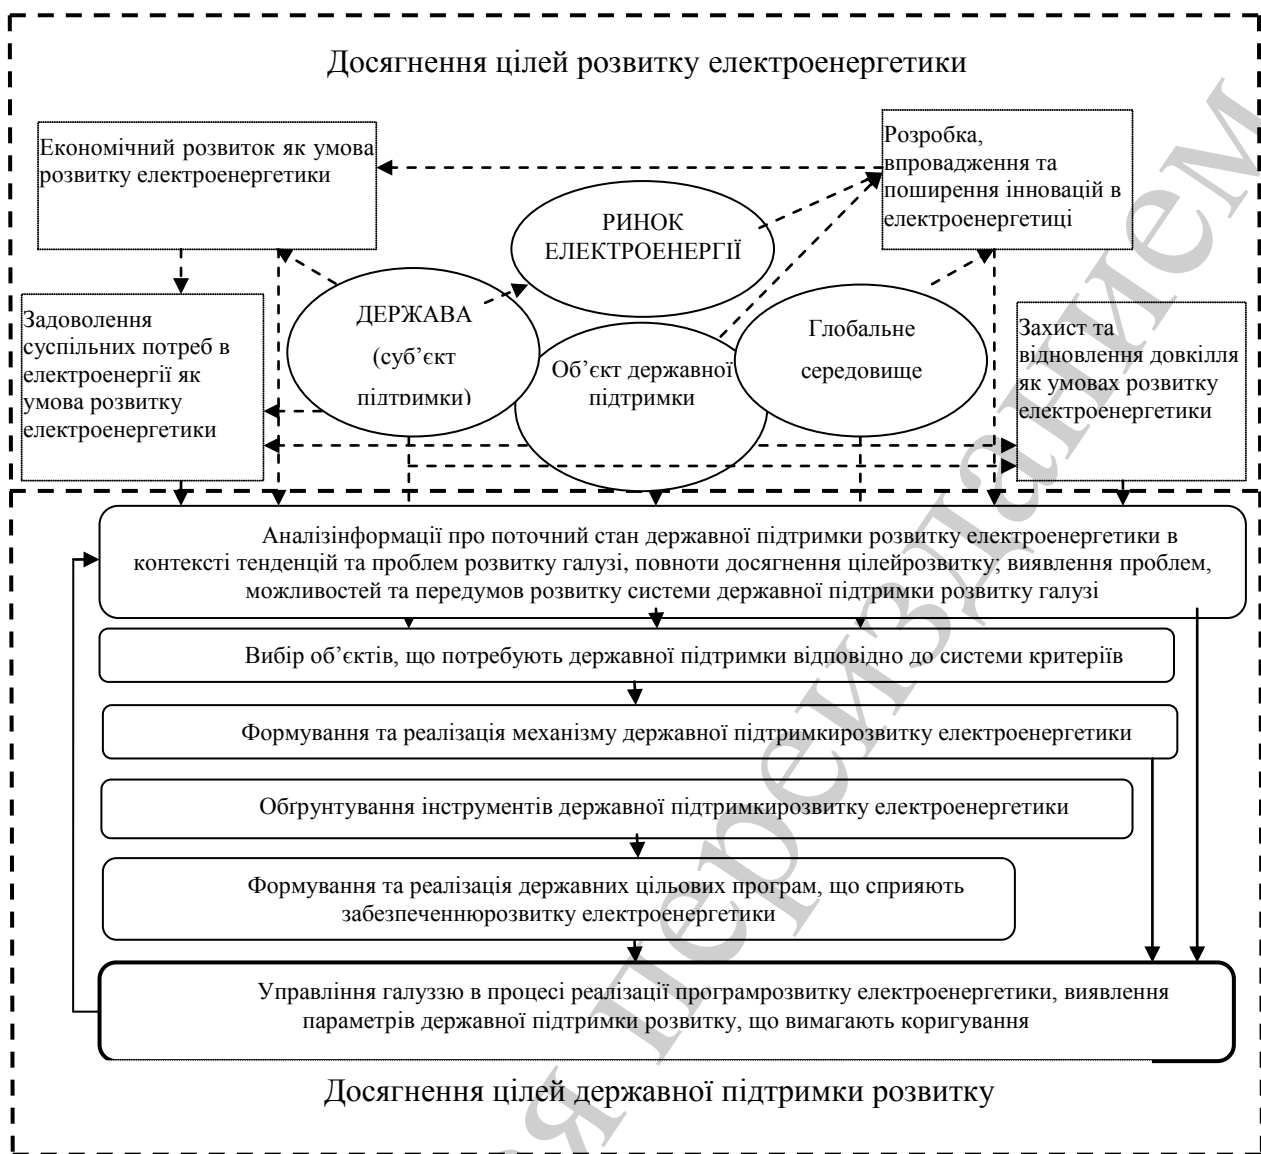 Досягнення цілей розвитку електроенергетики
Економічний розвиток як умова
розвитку електроенергетики
Розробка,
впровадження та
поширення інновацій в
електроенергетиці
РИНОК
ЕЛЕКТРОЕНЕРГІЇ
Задоволення
суспільних потреб в
електроенергії як
умова розвитку
електроенергетики
ДЕРЖАВА
(суб’єкт
підтримки)
Об’єкт державної
підтримки
Глобальне
середовище
Захист та
відновлення довкілля
як умовах розвитку
електроенергетики
Аналізінформації про поточний стан державної підтримки розвитку електроенергетики в
контексті тенденцій та проблем розвитку галузі, повноти досягнення цілейрозвитку; виявлення проблем,
можливостей та передумов розвитку системи державної підтримки розвитку галузі
Вибір об’єктів, що потребують державної підтримки відповідно до системи критеріїв
Формування та реалізація механізму державної підтримкирозвитку електроенергетики
Обґрунтування інструментів державної підтримкирозвитку електроенергетики
Формування та реалізація державних цільових програм, що сприяють
забезпеченнюрозвитку електроенергетики
Управління галуззю в процесі реалізації програмрозвитку електроенергетики, виявлення
параметрів державної підтримки розвитку, що вимагають коригування
Досягнення цілей державної підтримки розвитку
я переизданием